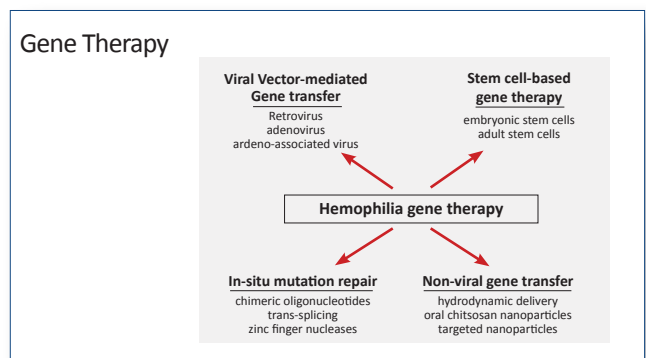 Gene Therapy
Viral Vector-mediated
Gene transfer
Retrovirus
adenovirus
ardeno-associated virus
Stem cell-based
gene therapy
embryonic stem cells
adult stem cells
Hemophilia gene therapy
In-situ mutation repair
chimeric oligonucleotides
trans-splicing
zinc finger nucleases
Non-viral gene transfer
hydrodynamic delivery
oral chitsosan nanoparticles
targeted nanoparticles